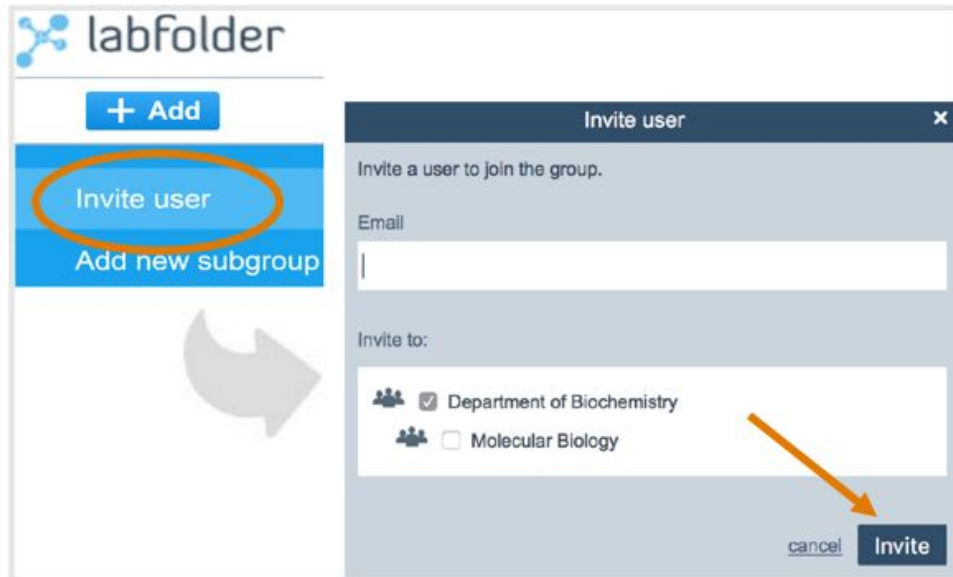 labfolder
+ Add
Invite user
Add new subgroup
Invite user ×
Invite a user to join the group.
Email
Invite to:
Department of Biochemistry
Molecular Biology
cancel Invite